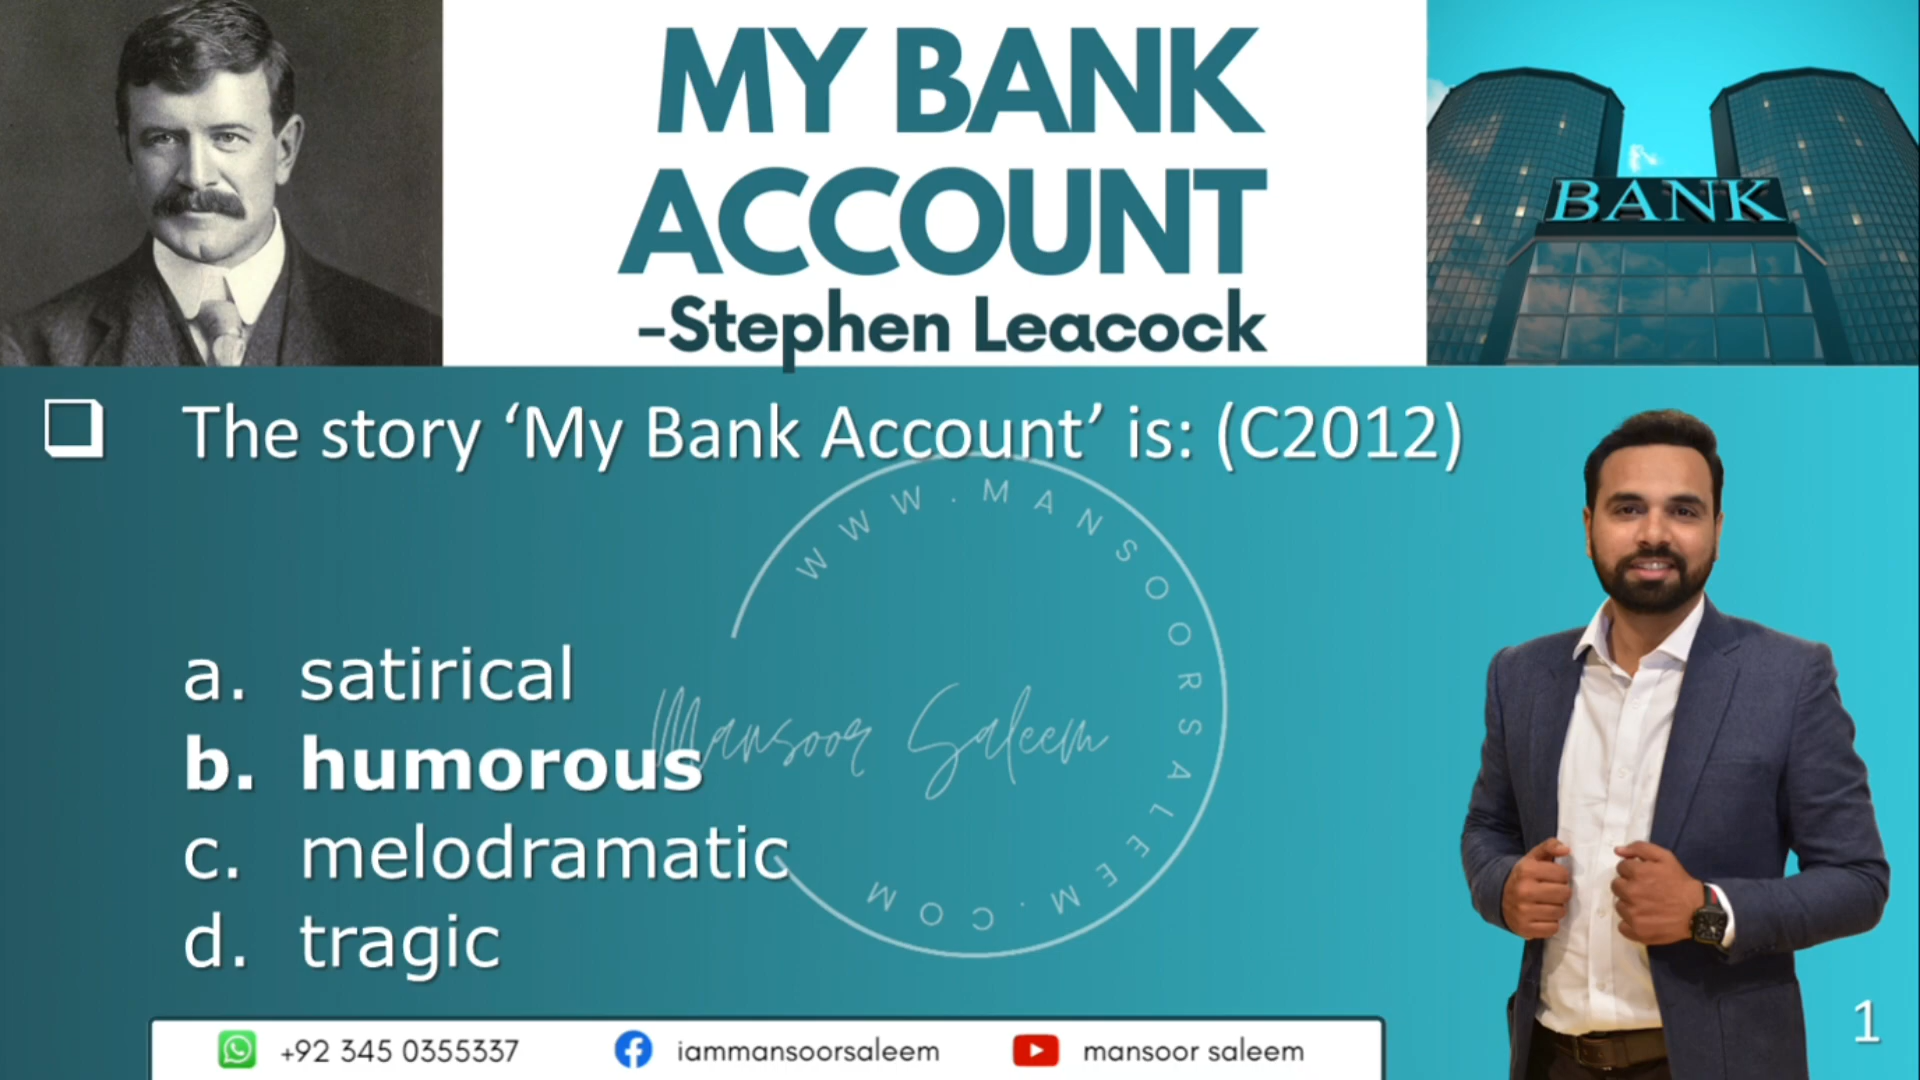 MY BANK
ACCOUNT
-Stephen Leacock
BANK
❑ The story ‘My Bank Account’ is: (C2012)
WWW.MANSOORSALEEM.COM
a. satirical
Mansoor Saleem
b. humorous
c. melodramatic
d. tragic
1
+92 345 0355337 iammansoorsaleem mansoor saleem